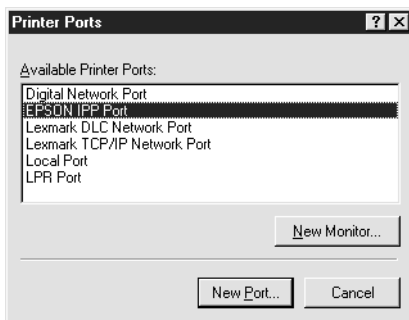 Printer Ports
Available Printer Ports:
Digital Network Port
EPSON IPP Port
Lexmark DLC Network Port
Lexmark TCP/IP Network Port
Local Port
LPR Port
New Monitor...
New Port...
Cancel